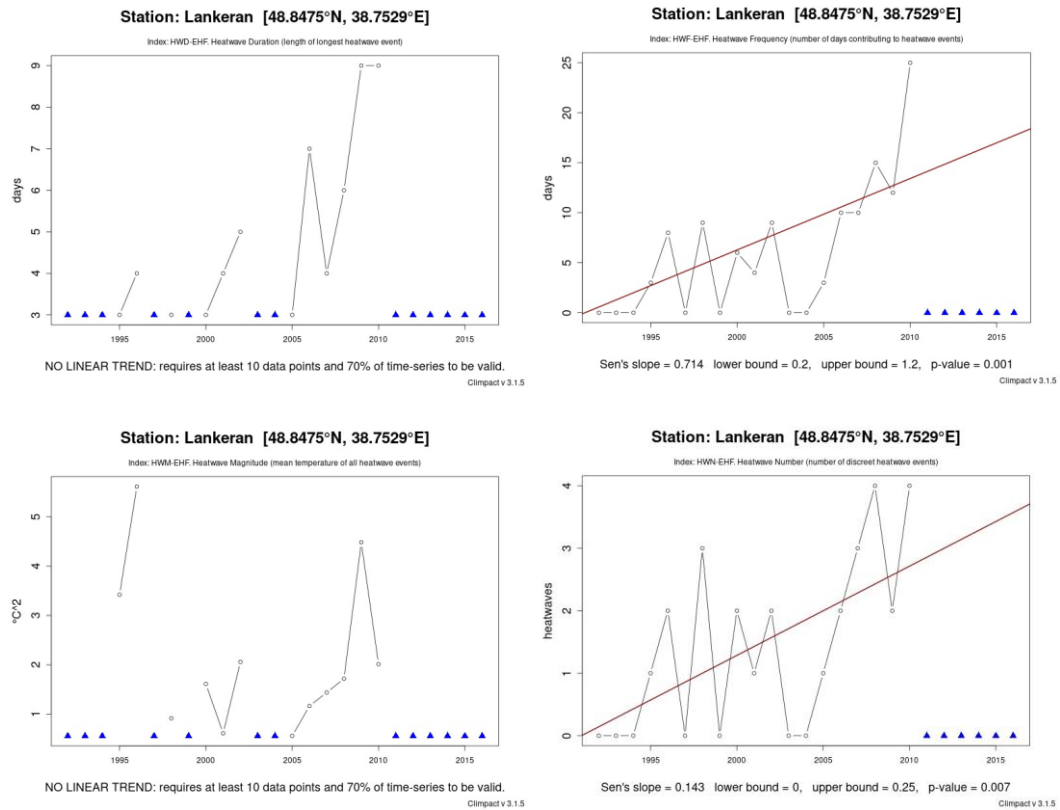 Station: Lankeran [48.8475°N, 38.7529°E]
Index: HWD-EHF. Heatwave Duration (length of longest heatwave event)
days
9
8
7
6
5
4
3
1995 2000 2005 2010 2015
NO LINEAR TREND: requires at least 10 data points and 70% of time-series to be valid.
Climpact v 3.1.5
Station: Lankeran [48.8475°N, 38.7529°E]
Index: HWF-EHF. Heatwave Frequency (number of days contributing to heatwave events)
days
25
20
15
10
5
0
1995 2000 2005 2010 2015
Sen's slope = 0.714 lower bound = 0.2, upper bound = 1.2, p-value = 0.001
Climpact v 3.1.5
Station: Lankeran [48.8475°N, 38.7529°E]
Index: HWM-EHF. Heatwave Magnitude (mean temperature of all heatwave events)
°C^2
5
4
3
2
1
1995 2000 2005 2010 2015
NO LINEAR TREND: requires at least 10 data points and 70% of time-series to be valid.
Climpact v 3.1.5
Station: Lankeran [48.8475°N, 38.7529°E]
Index: HWN-EHF. Heatwave Number (number of discreet heatwave events)
heatwaves
4
3
2
1
0
1995 2000 2005 2010 2015
Sen's slope = 0.143 lower bound = 0, upper bound = 0.25, p-value = 0.007
Climpact v 3.1.5